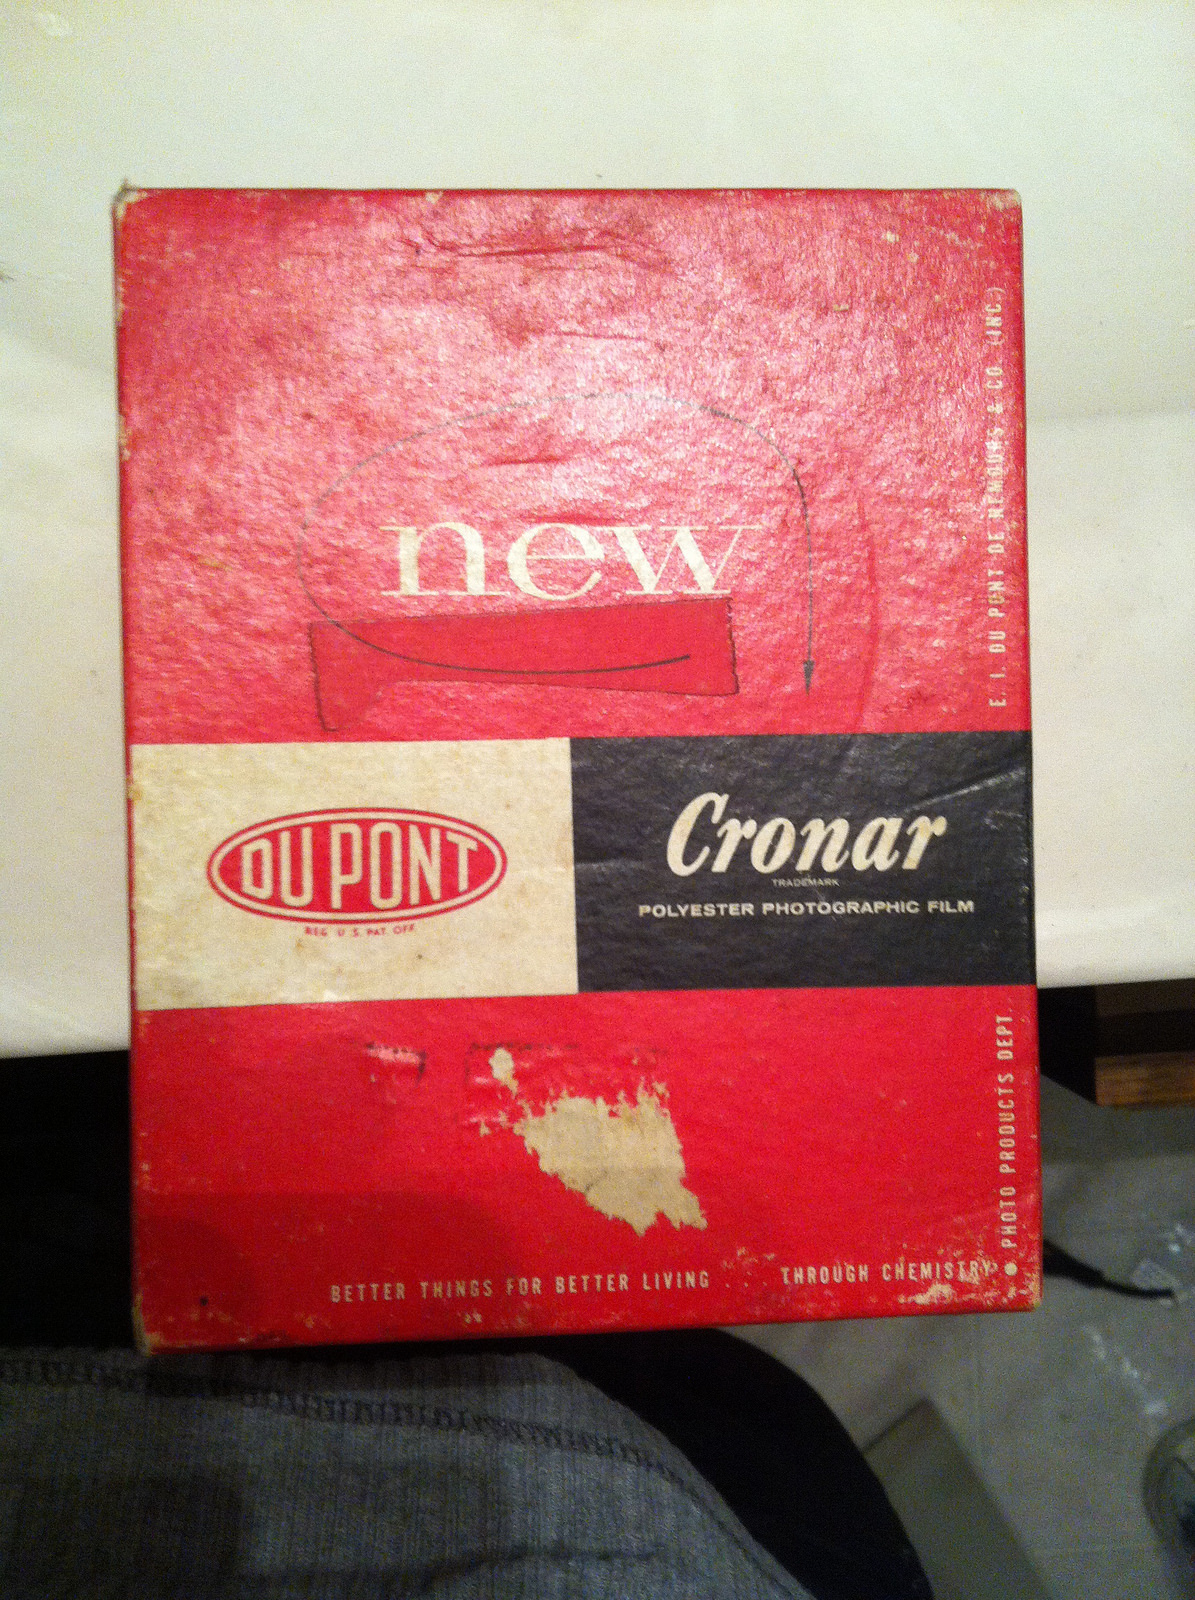 new
DU PONT
REG. U.S. PAT. OFF.
Cronar
TRADEMARK
POLYESTER PHOTOGRAPHIC FILM
BETTER THINGS FOR BETTER LIVING . . . THROUGH CHEMISTRY
E. I. DU PONT DE NEMOURS & CO. (INC.)
● PHOTO PRODUCTS DEPT.